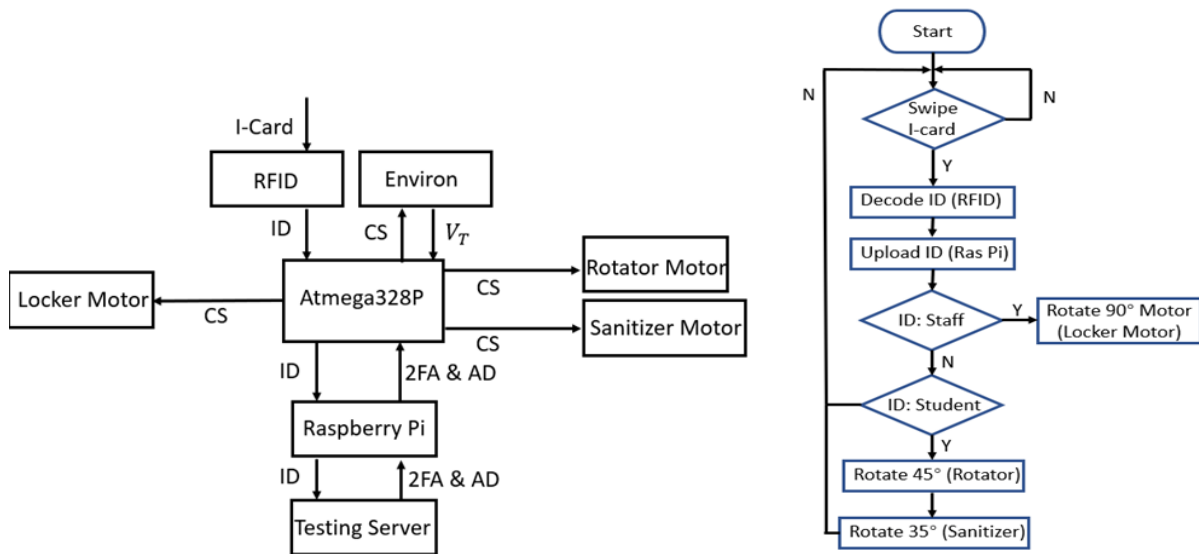 I-Card
RFID
Environ
ID
CS
V_T
Locker Motor
CS
Atmega328P
CS
Rotator Motor
CS
Sanitizer Motor
ID
2FA & AD
Raspberry Pi
ID
2FA & AD
Testing Server
Start
N
N
Swipe
I-card
Y
Decode ID (RFID)
Upload ID (Ras Pi)
ID: Staff
Y
Rotate 90° Motor
(Locker Motor)
N
ID: Student
Y
Rotate 45° (Rotator)
Rotate 35° (Sanitizer)